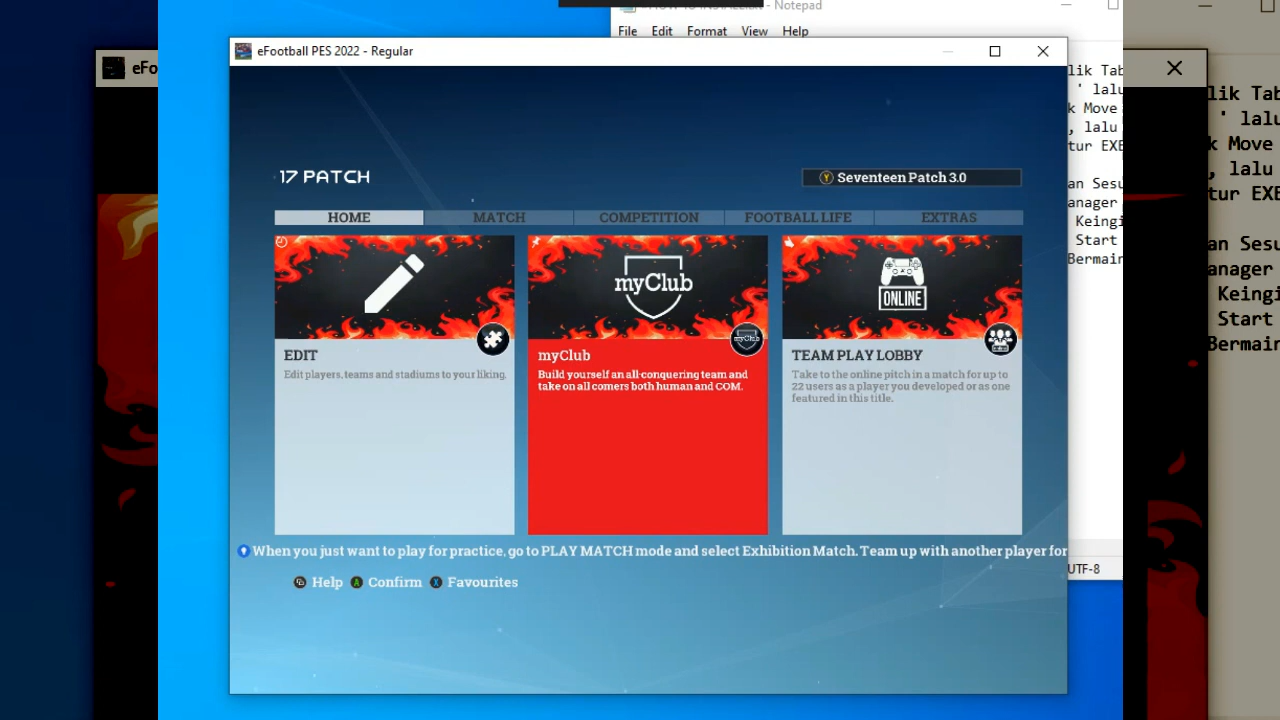 - Notepad
File Edit Format View Help
eFootball PES 2022 - Regular
eFo
lik Tab
' lalu
k Move
, lalu
tur EXE
an Sesu
anager
Keingi
Start
Bermain
17 PATCH
Y Seventeen Patch 3.0
HOME MATCH COMPETITION FOOTBALL LIFE EXTRAS
myClub
ONLINE
myClub
EDIT
Edit players, teams and stadiums to your liking.
myClub
Build yourself an all-conquering team and
take on all comers both human and COM.
TEAM PLAY LOBBY
Take to the online pitch in a match for up to
22 users as a player you developed or as one
featured in this title.
When you just want to play for practice, go to PLAY MATCH mode and select Exhibition Match. Team up with another player for
Help A Confirm X Favourites
UTF-8
lik Tab
' lalu
k Move
, lalu
tur EXE
an Sesu
anager
Keingi
Start
Bermain